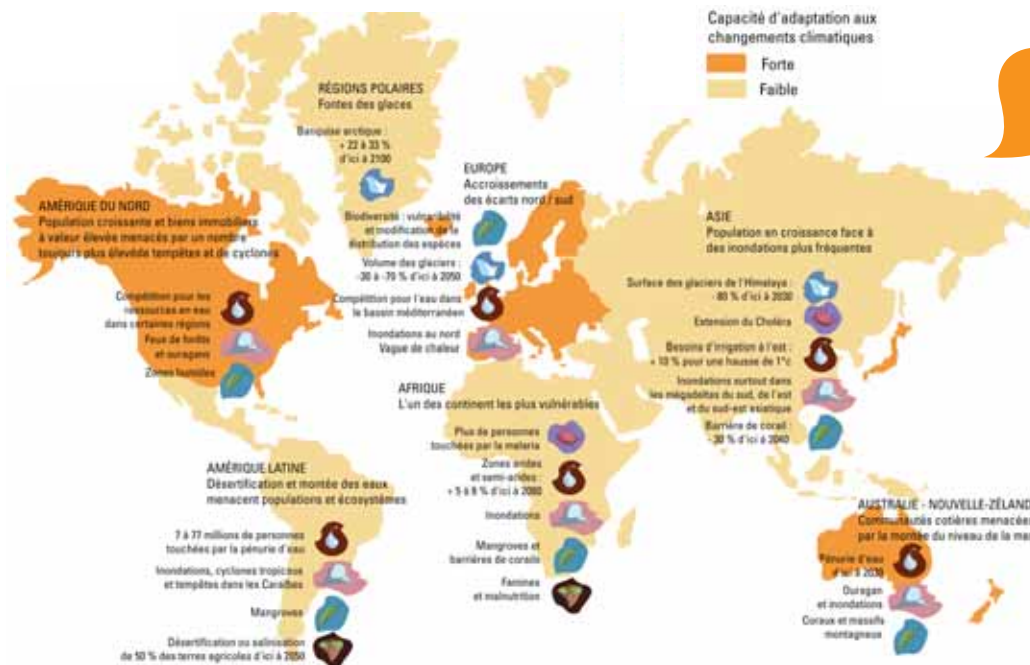 Capacité d'adaptation aux
changements climatiques
Forte
Faible
RÉGIONS POLAIRES
Fontes des glaces
Banquise arctique :
+ 22 à 33 %
d'ici à 2100
EUROPE
Accroissements
des écarts nord / sud
Biodiversité : vulnaribilité
et modification de la
distribution des espèces
Volume des glaciers :
-30 à -70 % d'ici à 2050
Compétition pour l'eau dans
le bassin méditerranéen
Inondations au nord
Vague de chaleur
AMÉRIQUE DU NORD
Population croissante et biens immobiliers
à valeur élevée menacés par un nombre
toujours plus élevéde tempêtes et de cyclones
Compétition pour les
ressources en eau
dans certaines régions
Feux de forêts
et ouragans
Zones humides
ASIE
Population en croissance face à
des inondations plus fréquentes
Surface des glaciers de l'Himalaya :
- 80 % d'ici à 2030
Extension du Choléra
Besoins d'irrigation à l'est :
+ 10 % pour une hausse de 1°c
Inondations surtout dans
les mégadeltas du sud, de l'est
et du sud-est asiatique
Barrière de corail :
- 30 % d'ici à 2040
AFRIQUE
L'un des continent les plus vulnérables
Plus de personnes
touchées par la maleria
Zones arides
et semi-arides :
+ 5 à 8 % d'ici à 2080
Inondations
Mangroves et
barrières de corails
Famines
et malnutrition
AMÉRIQUE LATINE
Désertification et montée des eaux
menacent populations et écosystèmes
7 à 77 millions de personnes
touchées par la pénurie d'eau
Inondations, cyclones tropicaux
et tempêtes dans les Caraïbes
Mangroves
Désertification ou salinisation
de 50 % des terres agricoles d'ici à 2050
AUSTRALIE - NOUVELLE-ZÉLAND
Communautés cotières menacées
par la montée du niveau de la mer
Pénurie d'eau
d'ici à 2030
Ouragan
et inondations
Coraux et massifs
montagneux